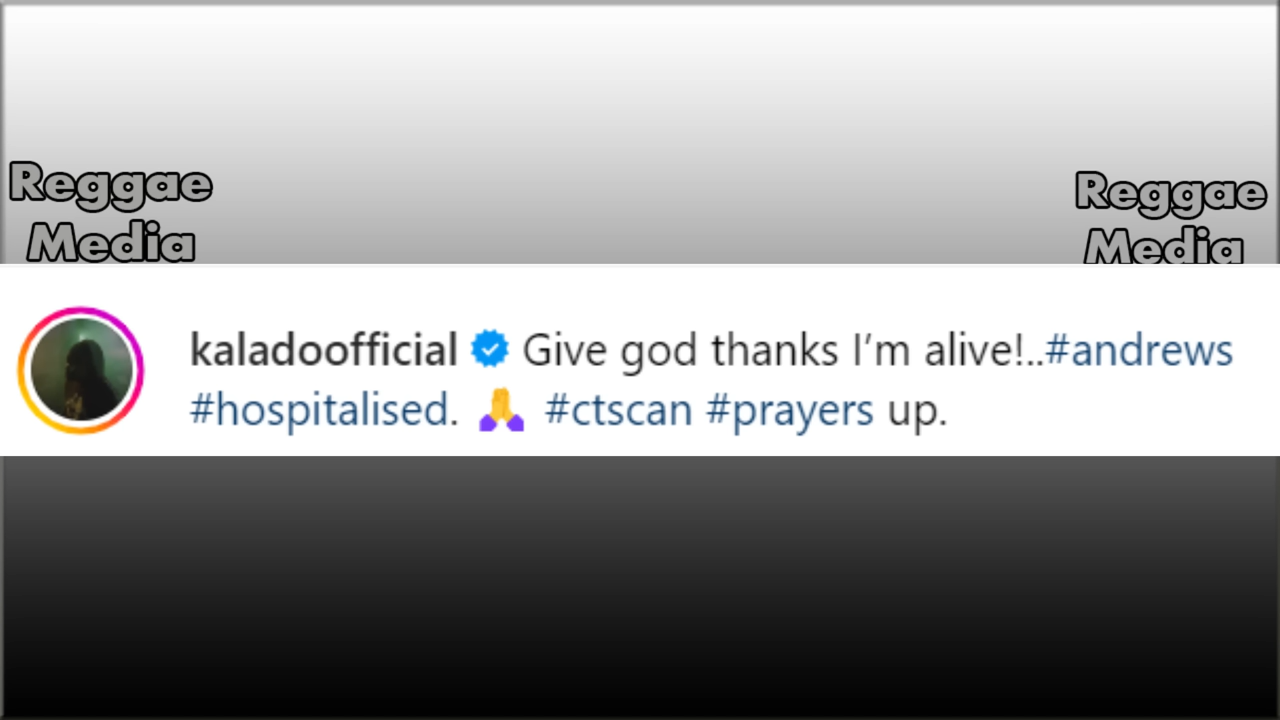 Reggae
Media
Reggae
Media
kaladoofficial Give god thanks I’m alive!..#andrews
#hospitalised. 🙏 #ctscan #prayers up.